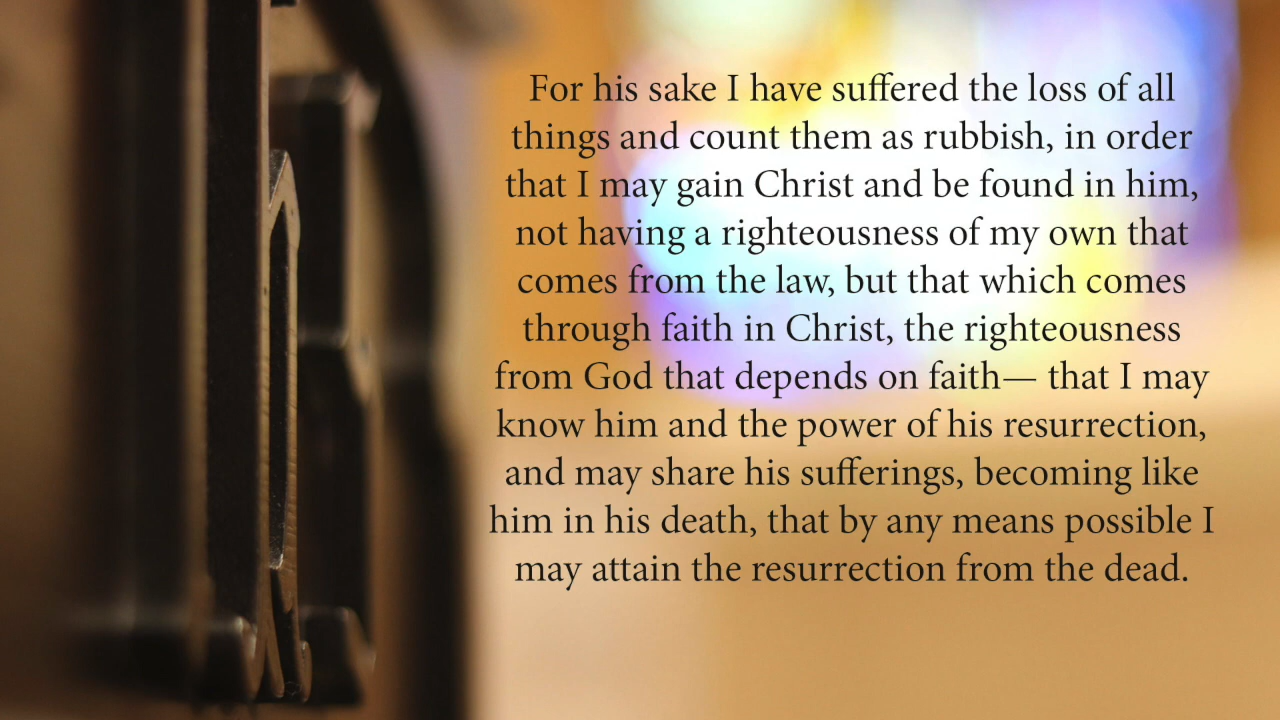 For his sake I have suffered the loss of all
things and count them as rubbish, in order
that I may gain Christ and be found in him,
not having a righteousness of my own that
comes from the law, but that which comes
through faith in Christ, the righteousness
from God that depends on faith— that I may
know him and the power of his resurrection,
and may share his sufferings, becoming like
him in his death, that by any means possible I
may attain the resurrection from the dead.